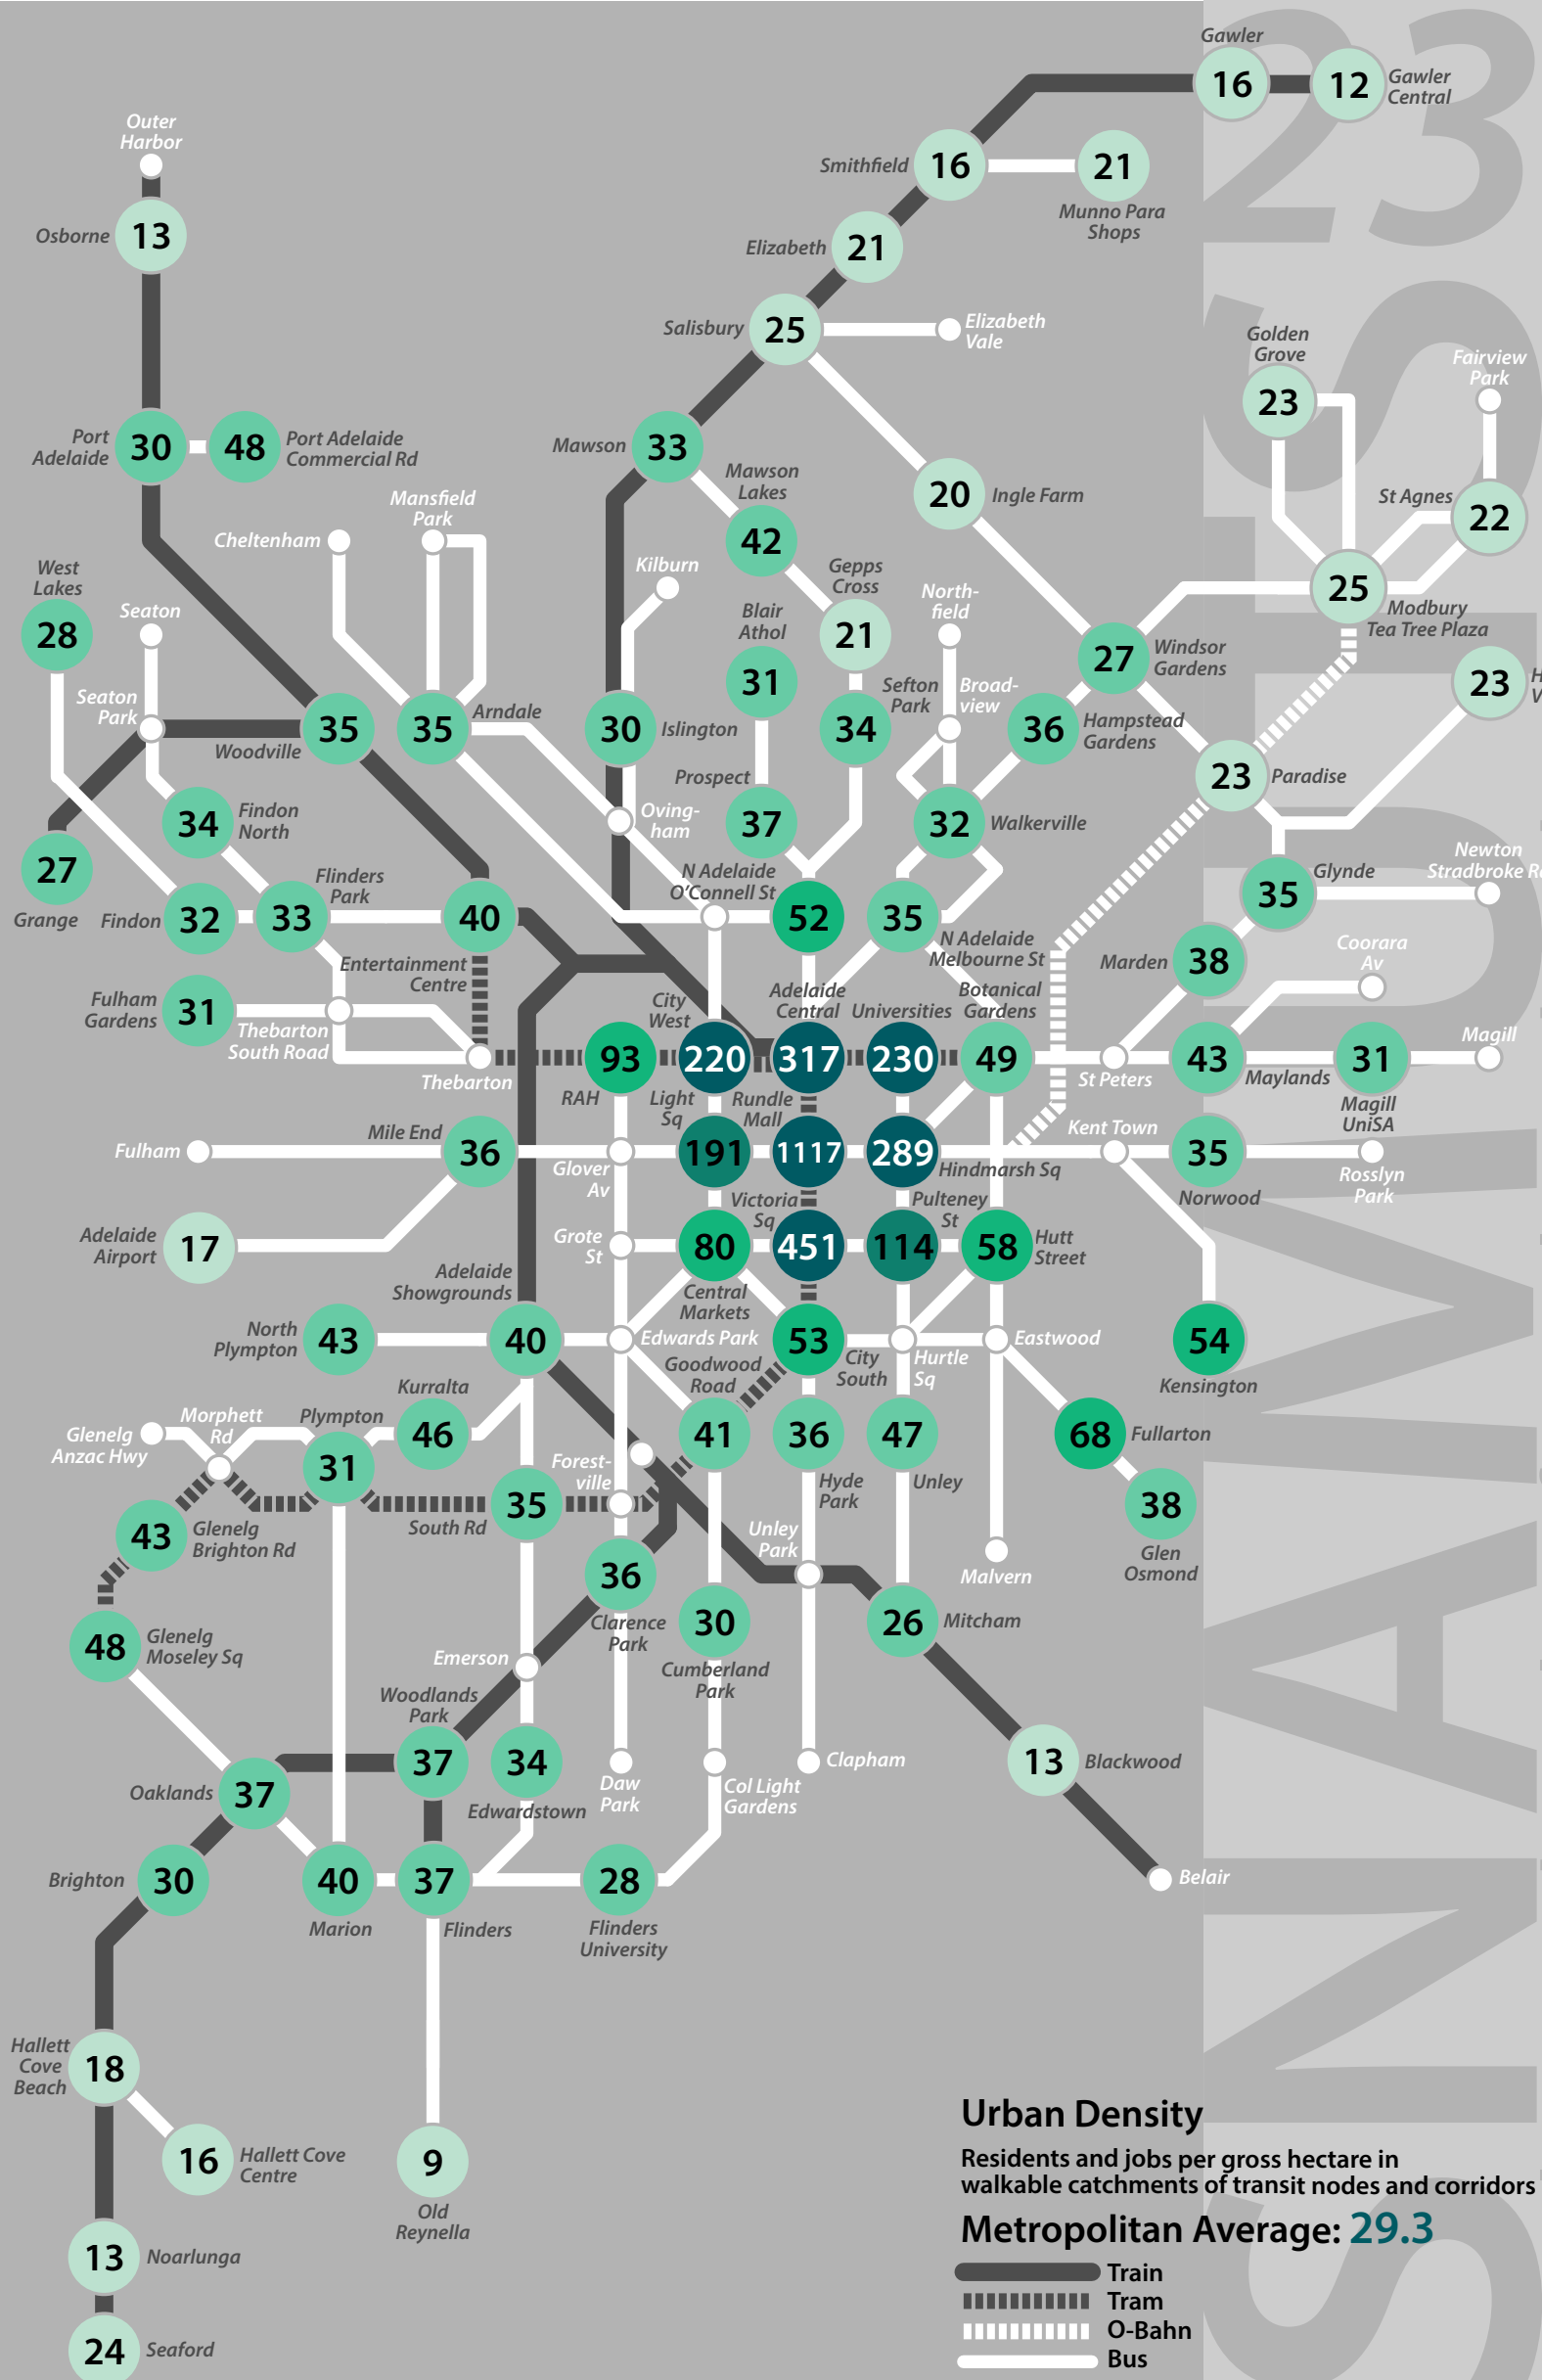 Gawler
16
12
Gawler
Central
Outer
Harbor
Smithfield
16
21
Munno Para
Shops
Osborne
13
Elizabeth
21
Salisbury
25
Elizabeth
Vale
Golden
Grove
23
Fairview
Park
Port
Adelaide
30
48
Port Adelaide
Commercial Rd
Mawson
33
Mawson
Lakes
42
20
Ingle Farm
St Agnes
22
Mansfield
Park
Cheltenham
Kilburn
Gepps
Cross
21
North-
field
25
Modbury
Tea Tree Plaza
West
Lakes
28
Seaton
Blair
Athol
31
27
Windsor
Gardens
23
H
V
Seaton
Park
Woodville
35
35
Arndale
30
Islington
34
Sefton
Park
Broad-
view
36
Hampstead
Gardens
23
Paradise
34
Findon
North
Oving-
ham
Prospect
37
32
Walkerville
27
Grange
Findon
32
Flinders
Park
33
40
Entertainment
Centre
N Adelaide
O'Connell St
52
35
N Adelaide
Melbourne St
Glynde
35
Newton
Stradbroke R
Marden
38
Coorara
Av
Fulham
Gardens
31
Thebarton
South Road
Thebarton
93
RAH
City
West
220
Adelaide
Central
317
Universities
230
Botanical
Gardens
49
St Peters
43
Maylands
31
Magill
UniSA
Magill
Fulham
Mile End
36
Glover
Av
Light
Sq
191
Rundle
Mall
1117
289
Hindmarsh Sq
Kent Town
35
Norwood
Rosslyn
Park
Adelaide
Airport
17
Grote
St
80
Central
Markets
Victoria
Sq
451
Pulteney
St
114
58
Hutt
Street
Adelaide
Showgrounds
40
North
Plympton
43
Edwards Park
53
City
South
Hurtle
Sq
Eastwood
54
Kensington
Glenelg
Anzac Hwy
Morphett
Rd
Plympton
31
Kurralta
46
Goodwood
Road
41
36
Hyde
Park
47
Unley
68
Fullarton
43
Glenelg
Brighton Rd
South Rd
35
Forest-
ville
38
Glen
Osmond
36
Clarence
Park
Unley
Park
Malvern
48
Glenelg
Moseley Sq
Emerson
30
Cumberland
Park
26
Mitcham
Woodlands
Park
37
34
Edwardstown
Daw
Park
Col Light
Gardens
Clapham
13
Blackwood
Oaklands
37
Brighton
30
40
Marion
37
Flinders
28
Flinders
University
Belair
Hallett
Cove
Beach
18
16
Hallett Cove
Centre
9
Old
Reynella
13
Noarlunga
24
Seaford
Urban Density
Residents and jobs per gross hectare in
walkable catchments of transit nodes and corridors
Metropolitan Average: 29.3
Train
Tram
O-Bahn
Bus